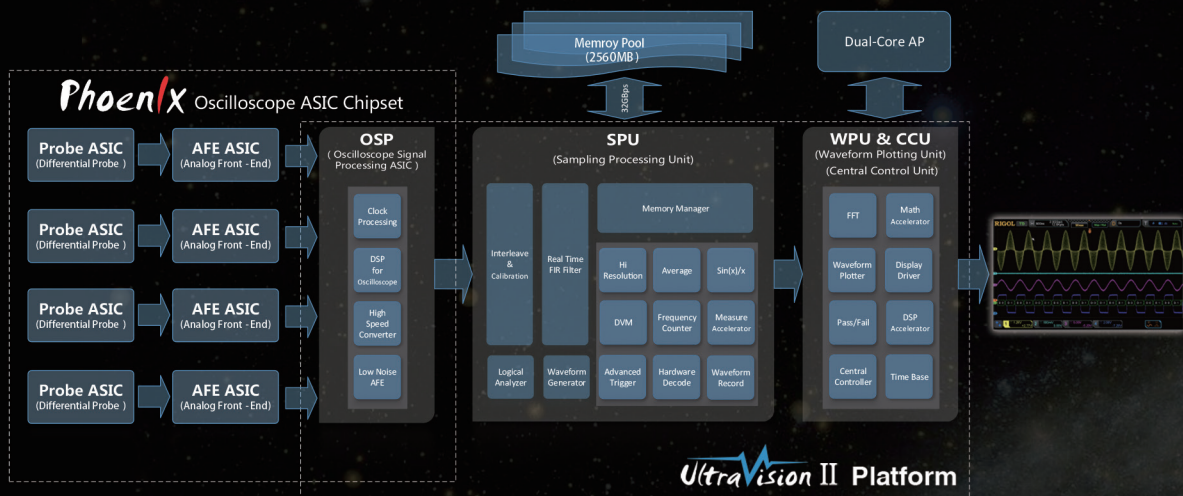 Memroy Pool
(2560MB)
Dual-Core AP
32GBps
Phoenix Oscilloscope ASIC Chipset
Probe ASIC
(Differential Probe )
AFE ASIC
(Analog Front -End)
Probe ASIC
(Differential Probe )
AFE ASIC
(Analog Front -End)
Probe ASIC
(Differential Probe )
AFE ASIC
(Analog Front -End)
Probe ASIC
(Differential Probe )
AFE ASIC
(Analog Front -End)
OSP
( Oscilloscope Signal
Processing ASIC )
Clock
Processing
DSP
for
Oscilloscope
High
Speed
Converter
Low Noise
AFE
SPU
(Sampling Processing Unit)
Interleave
&
Calibration
Real Time
FIR Filter
Memory Manager
Hi
Resolution
Average
Sin(x)/x
DVM
Frequency
Counter
Measure
Accelerator
Logical
Analyzer
Waveform
Generator
Advanced
Trigger
Hardware
Decode
Waveform
Record
WPU & CCU
(Waveform Plotting Unit)
(Central Control Unit)
FFT
Math
Accelerator
Waveform
Plotter
Display
Driver
Pass/Fail
DSP
Accelerator
Central
Controller
Time Base
RIGOL
UltraVision II Platform